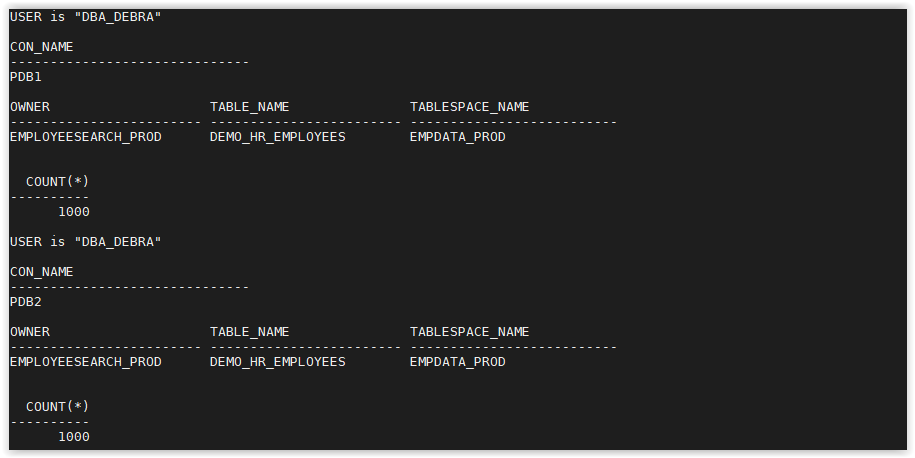 USER is "DBA_DEBRA"
CON_NAME
------------------------------
PDB1
OWNER                    TABLE_NAME               TABLESPACE_NAME
------------------------ ------------------------ --------------------------
EMPLOYEESEARCH_PROD      DEMO_HR_EMPLOYEES        EMPDATA_PROD
  COUNT(*)
----------
      1000
USER is "DBA_DEBRA"
CON_NAME
------------------------------
PDB2
OWNER                    TABLE_NAME               TABLESPACE_NAME
------------------------ ------------------------ --------------------------
EMPLOYEESEARCH_PROD      DEMO_HR_EMPLOYEES        EMPDATA_PROD
  COUNT(*)
----------
      1000